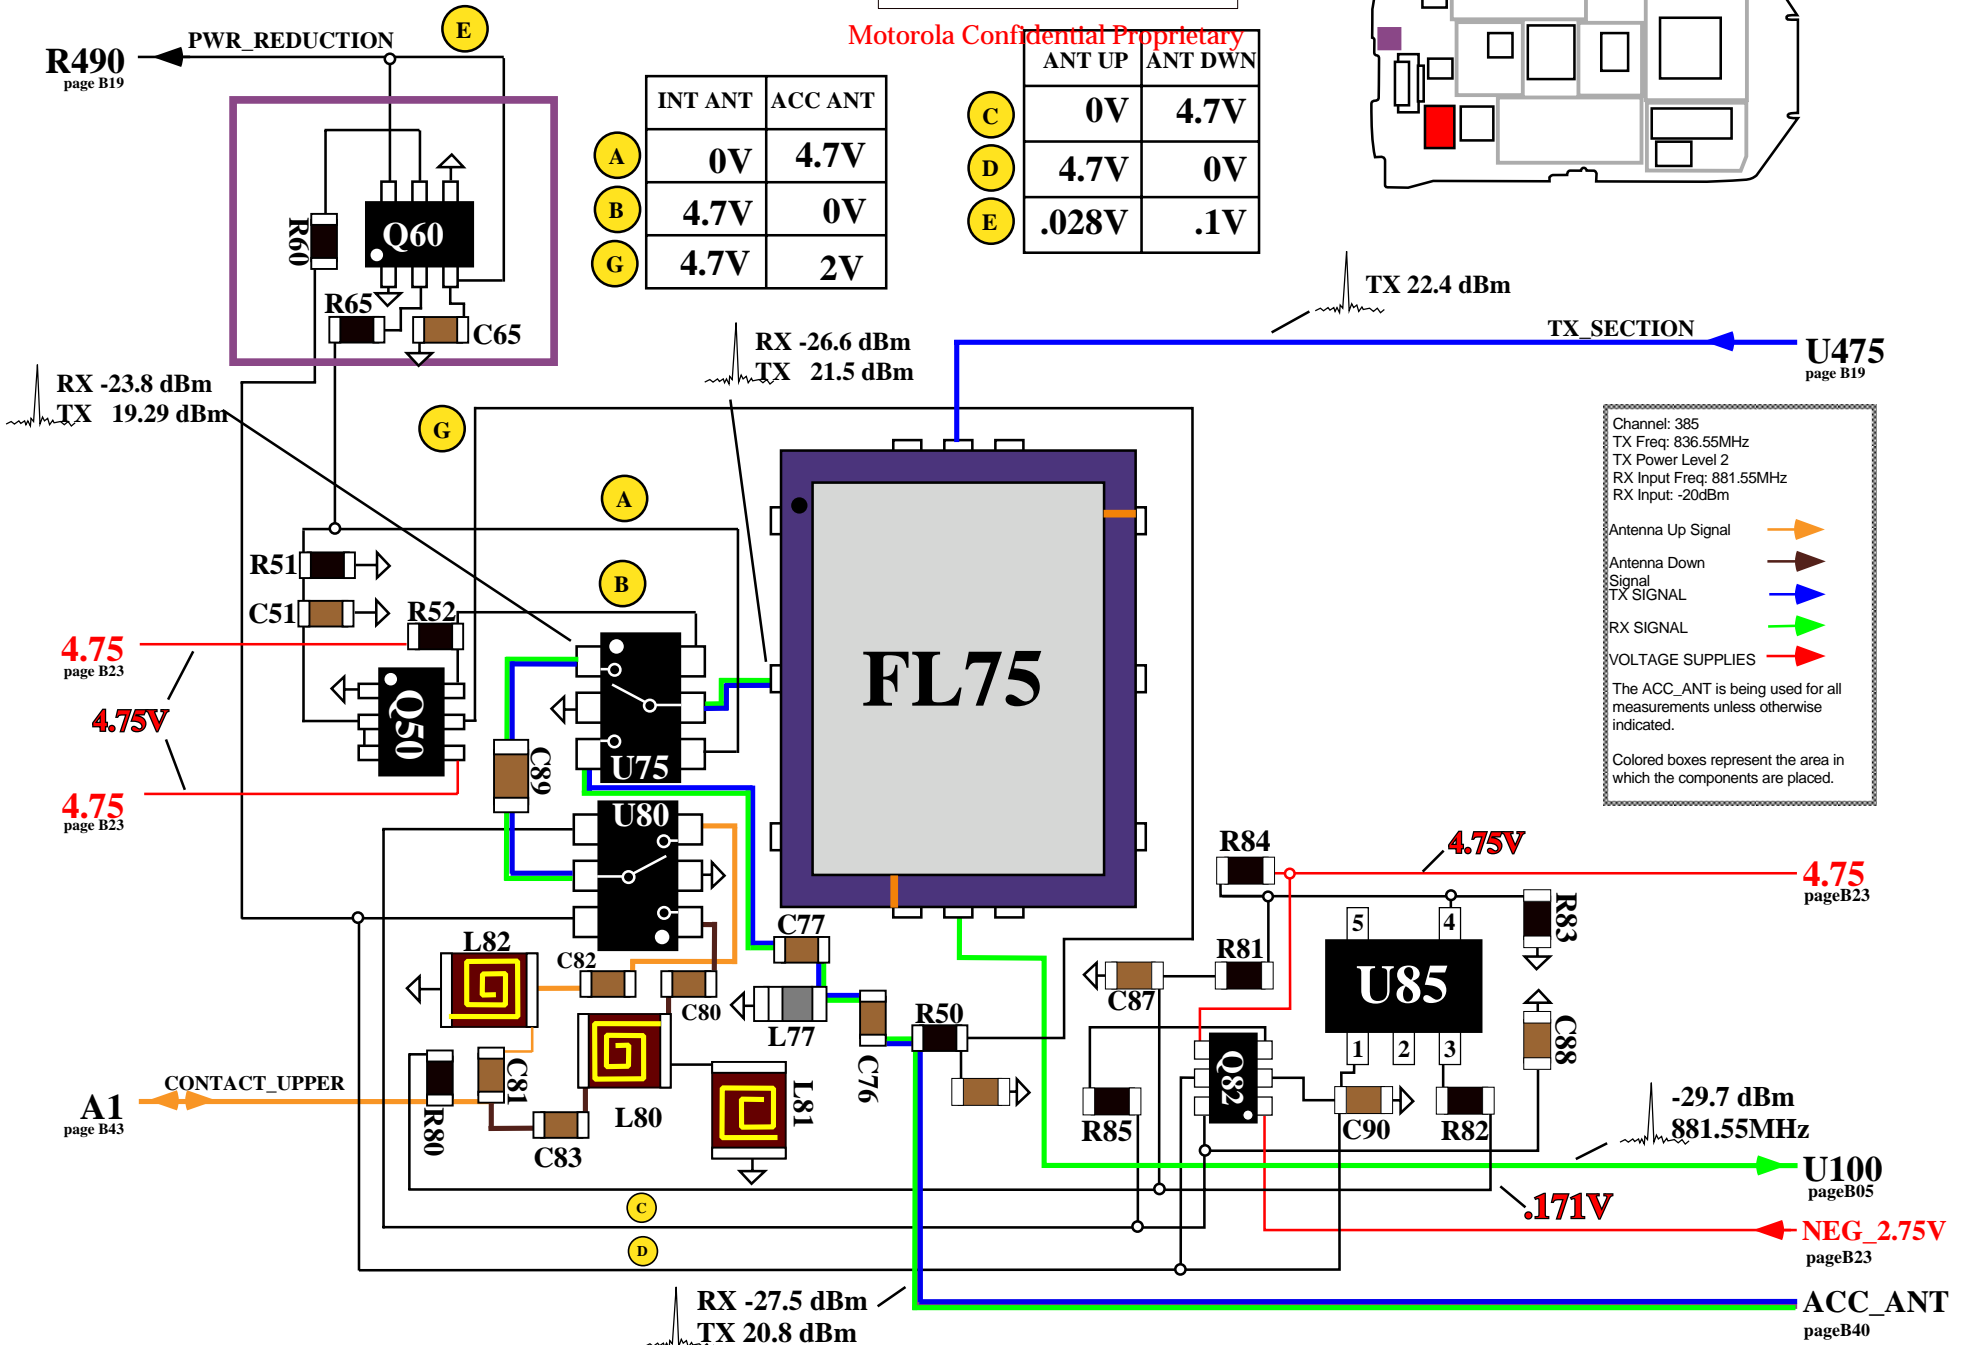 Motorola Confidential Proprietary
R490
page B19
PWR_REDUCTION
E
INT ANT
ACC ANT
A
0V
4.7V
B
4.7V
0V
G
4.7V
2V
ANT UP
ANT DWN
C
0V
4.7V
D
4.7V
0V
E
.028V
.1V
R60
Q60
R65
C65
RX -23.8 dBm
TX 19.29 dBm
RX -26.6 dBm
TX 21.5 dBm
TX 22.4 dBm
TX_SECTION
U475
page B19
G
A
B
Channel: 385
TX Freq: 836.55MHz
TX Power Level 2
RX Input Freq: 881.55MHz
RX Input: -20dBm
Antenna Up Signal
Antenna Down
Signal
TX SIGNAL
RX SIGNAL
VOLTAGE SUPPLIES
The ACC_ANT is being used for all
measurements unless otherwise
indicated.
Colored boxes represent the area in
which the components are placed.
R51
C51
R52
4.75
page B23
4.75V
4.75
page B23
Q50
C89
U75
U80
FL75
L82
C82
C80
C77
L77
C76
R50
A1
page B43
CONTACT_UPPER
R80
C81
C83
L80
L81
C
D
R84
4.75V
4.75
pageB23
R81
C87
R83
5
4
U85
1
2
3
C88
Q82
R85
C90
R82
-29.7 dBm
881.55MHz
U100
pageB05
.171V
NEG_2.75V
pageB23
RX -27.5 dBm
TX 20.8 dBm
ACC_ANT
pageB40